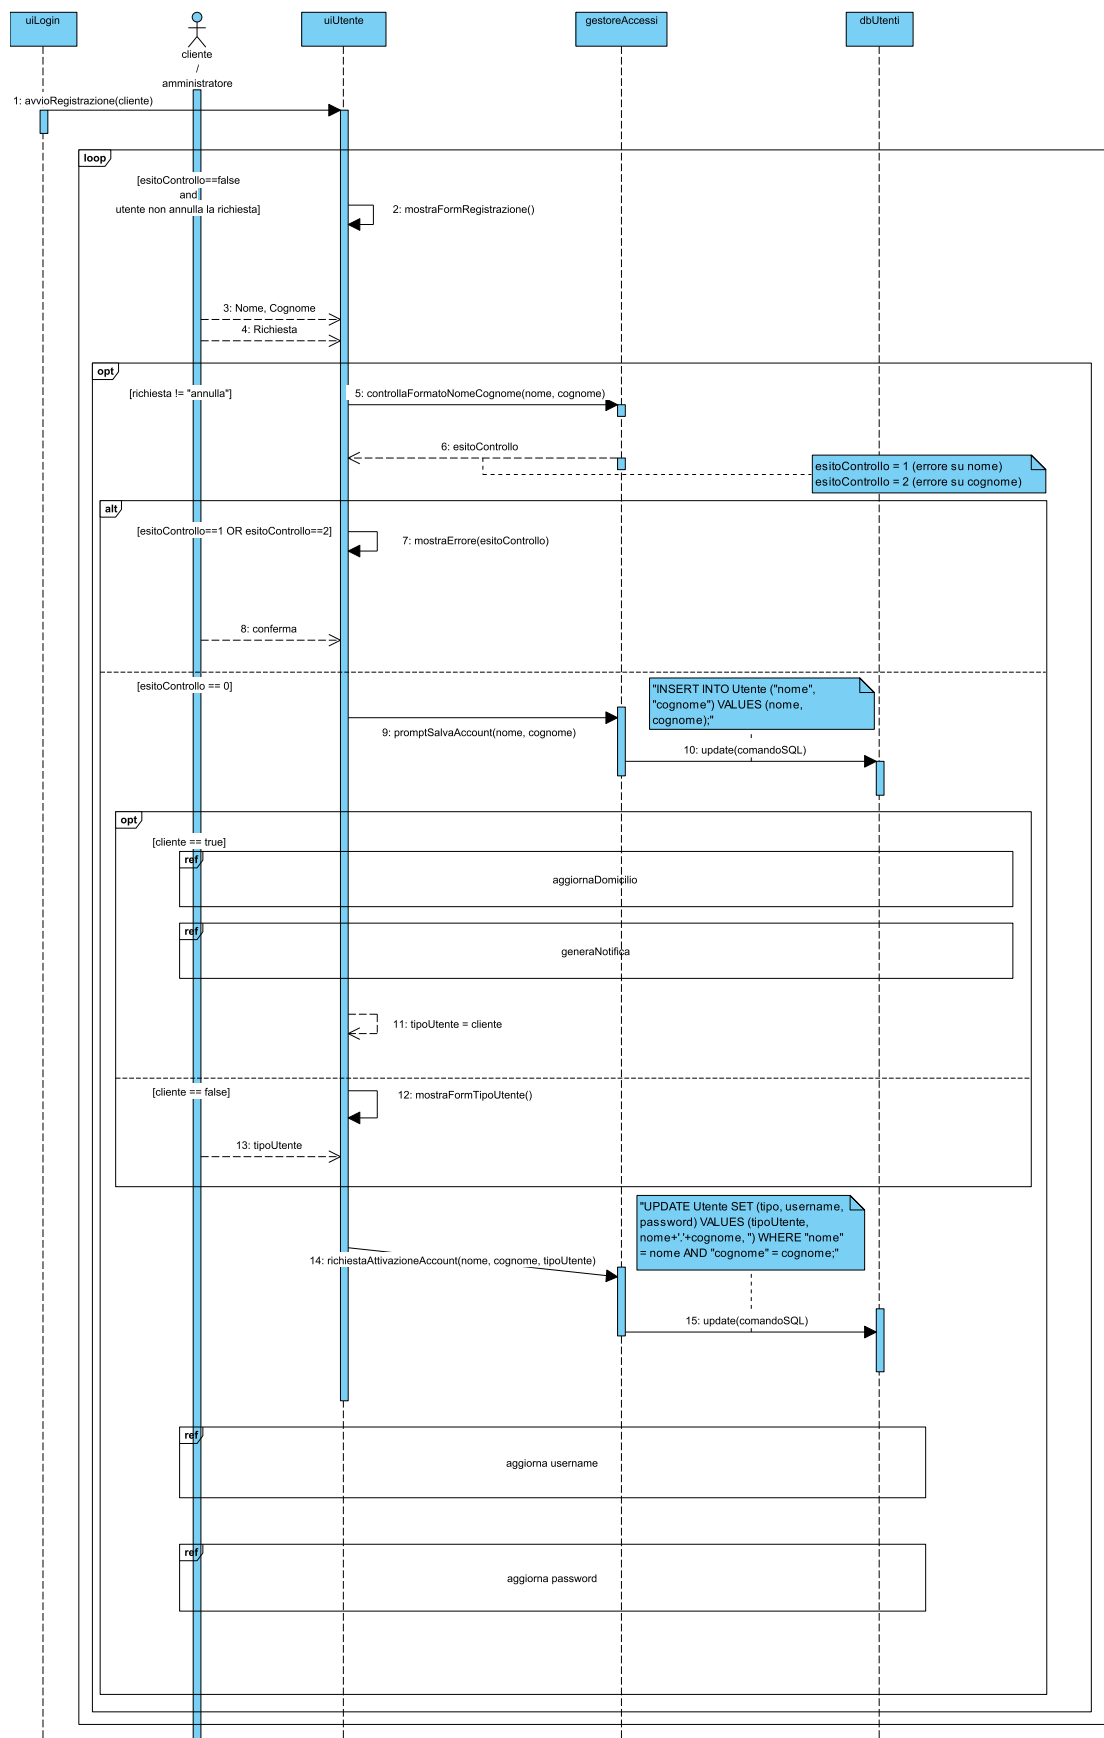 uiLogin
cliente
/
amministratore
uiUtente
gestoreAccessi
dbUtenti
1: avvioRegistrazione(cliente)
loop
[esitoControllo==false
and
utente non annulla la richiesta]
2: mostraFormRegistrazione()
3: Nome, Cognome
4: Richiesta
opt
[richiesta != "annulla"]
5: controllaFormatoNomeCognome(nome, cognome)
6: esitoControllo
esitoControllo = 1 (errore su nome)
esitoControllo = 2 (errore su cognome)
alt
[esitoControllo==1 OR esitoControllo==2]
7: mostraErrore(esitoControllo)
8: conferma
[esitoControllo == 0]
"INSERT INTO Utente ("nome",
"cognome") VALUES (nome,
cognome);"
9: promptSalvaAccount(nome, cognome)
10: update(comandoSQL)
opt
[cliente == true]
ref
aggiornaDomicilio
ref
generaNotifica
11: tipoUtente = cliente
[cliente == false]
12: mostraFormTipoUtente()
13: tipoUtente
"UPDATE Utente SET (tipo, username,
password) VALUES (tipoUtente,
nome+'.'+cognome, '') WHERE "nome"
= nome AND "cognome" = cognome;"
14: richiestaAttivazioneAccount(nome, cognome, tipoUtente)
15: update(comandoSQL)
ref
aggiorna username
ref
aggiorna password